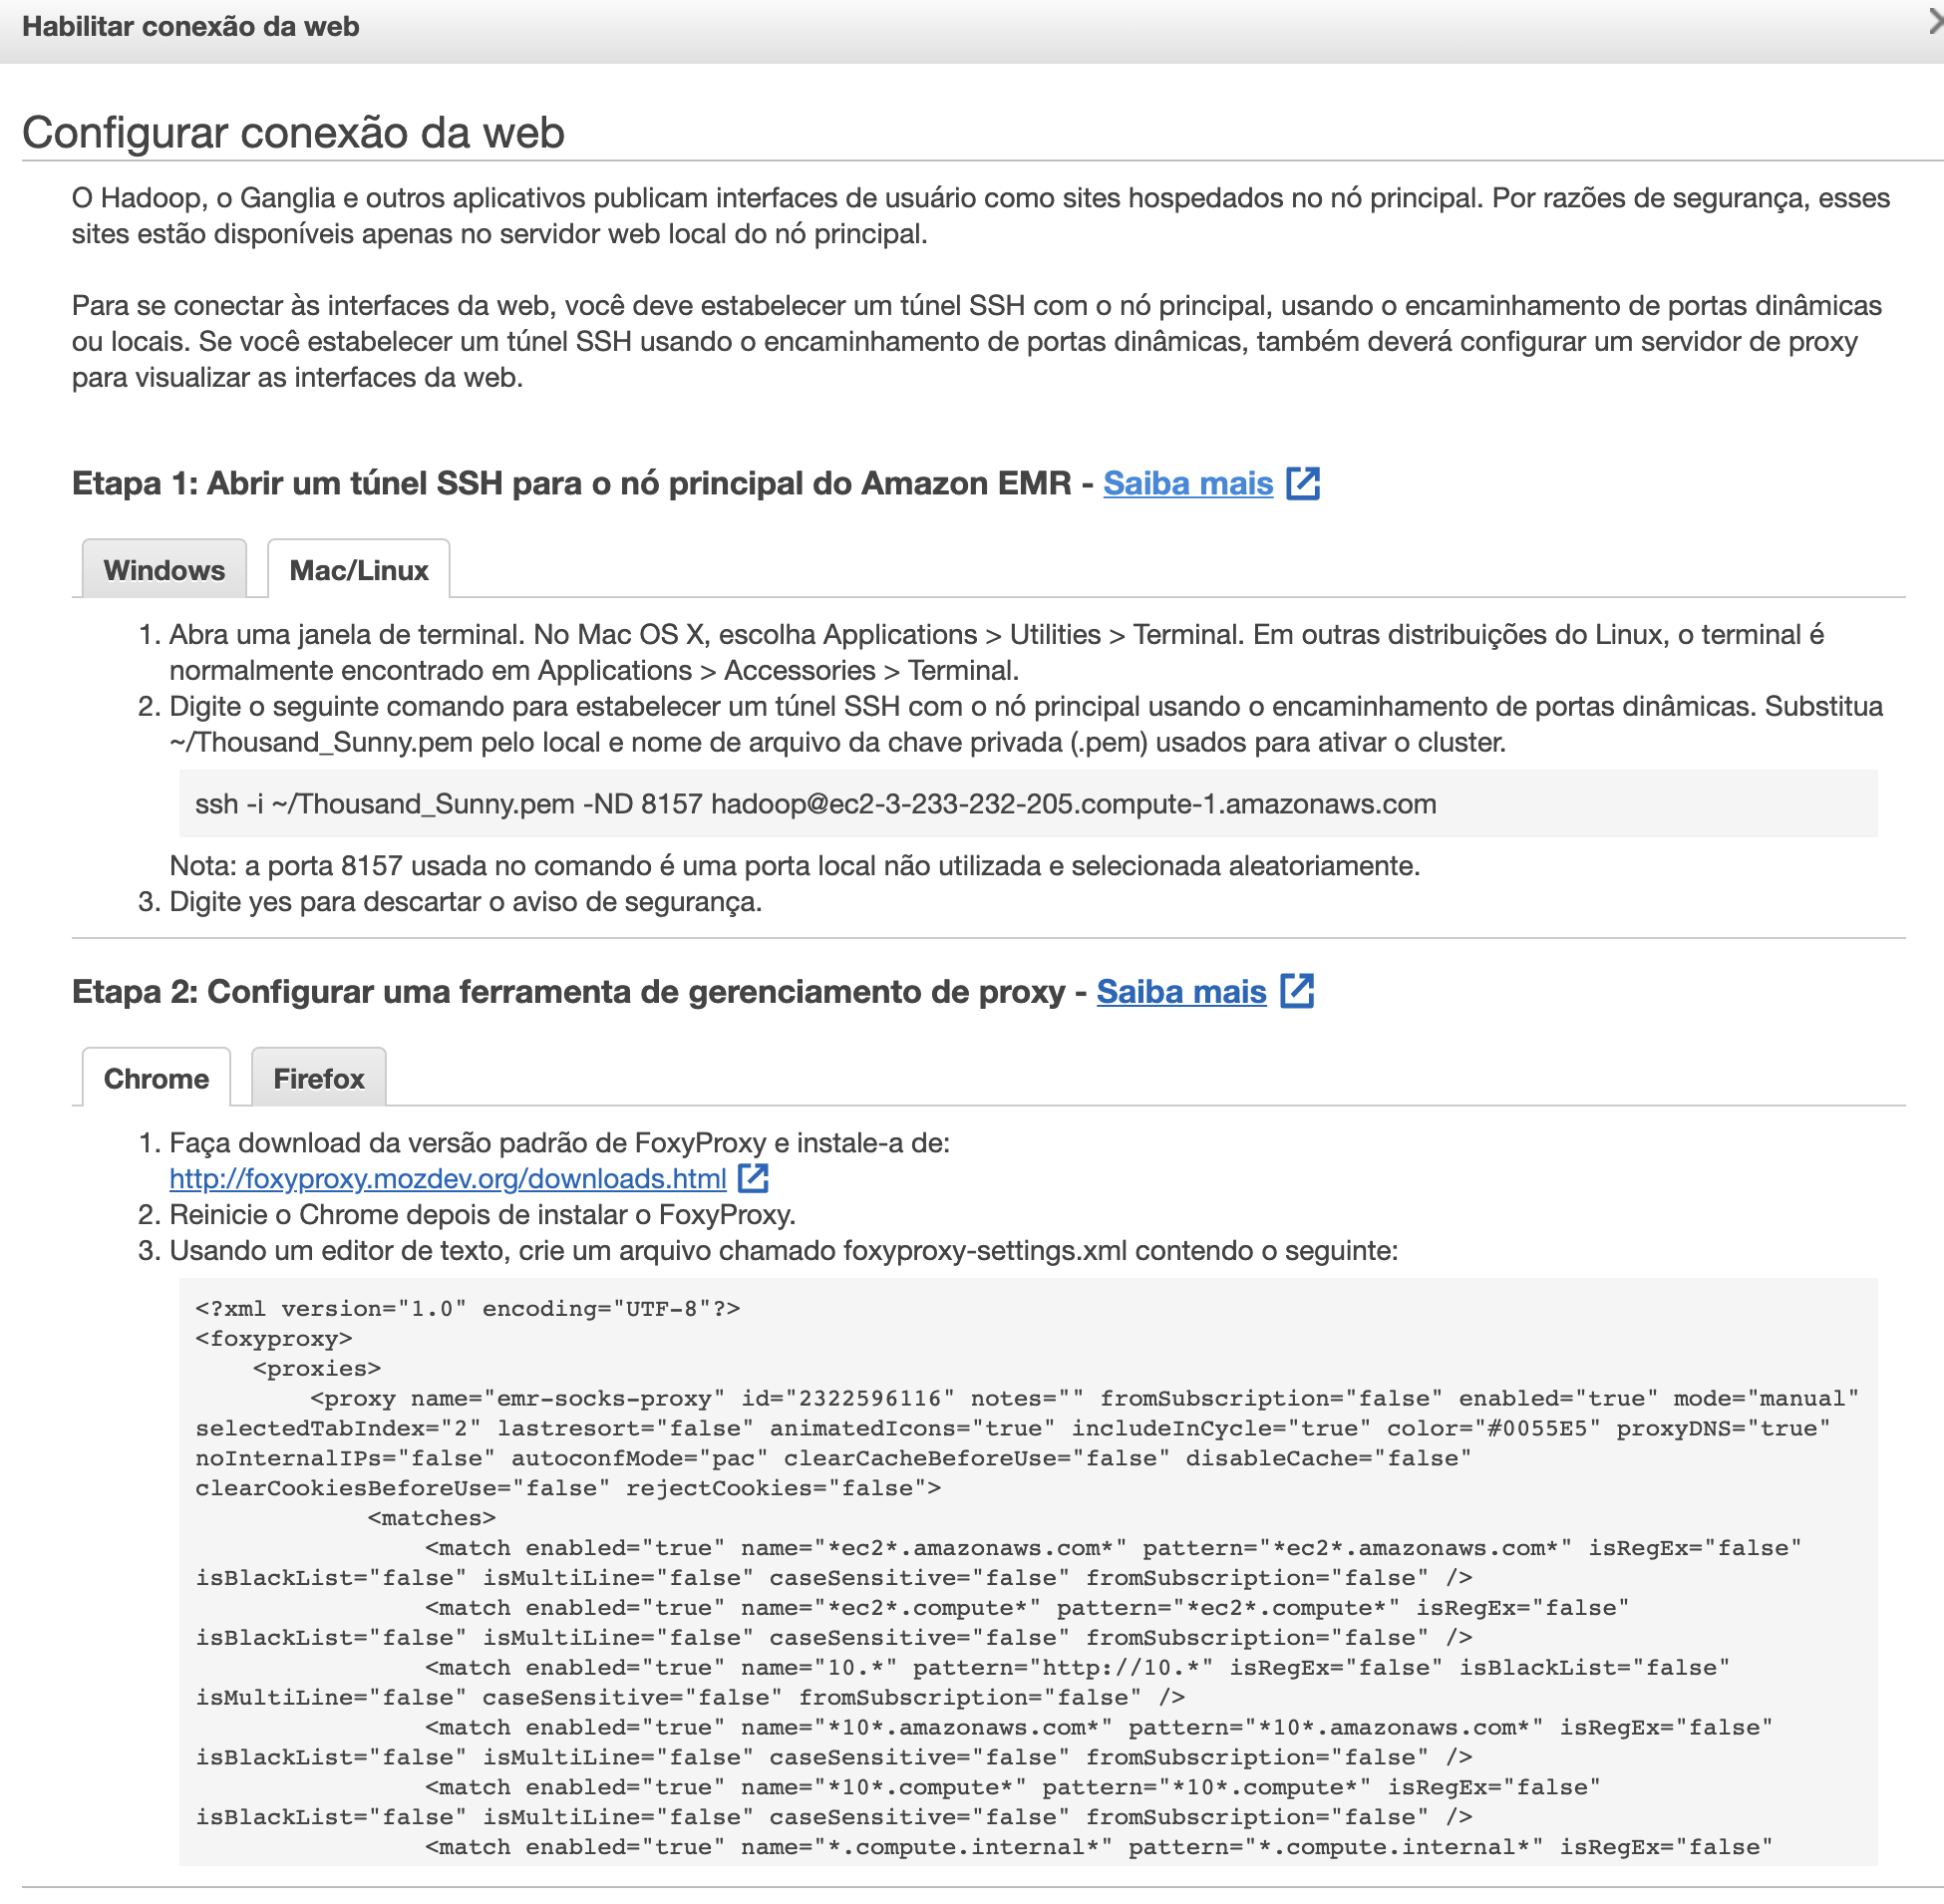 Habilitar conexão da web
Configurar conexão da web
O Hadoop, o Ganglia e outros aplicativos publicam interfaces de usuário como sites hospedados no nó principal. Por razões de segurança, esses
sites estão disponíveis apenas no servidor web local do nó principal.
Para se conectar às interfaces da web, você deve estabelecer um túnel SSH com o nó principal, usando o encaminhamento de portas dinâmicas
ou locais. Se você estabelecer um túnel SSH usando o encaminhamento de portas dinâmicas, também deverá configurar um servidor de proxy
para visualizar as interfaces da web.
Etapa 1: Abrir um túnel SSH para o nó principal do Amazon EMR - Saiba mais
Windows Mac/Linux
1. Abra uma janela de terminal. No Mac OS X, escolha Applications > Utilities > Terminal. Em outras distribuições do Linux, o terminal é
normalmente encontrado em Applications > Accessories > Terminal.
2. Digite o seguinte comando para estabelecer um túnel SSH com o nó principal usando o encaminhamento de portas dinâmicas. Substitua
~/Thousand_Sunny.pem pelo local e nome de arquivo da chave privada (.pem) usados para ativar o cluster.
ssh -i ~/Thousand_Sunny.pem -ND 8157 hadoop@ec2-3-233-232-205.compute-1.amazonaws.com
Nota: a porta 8157 usada no comando é uma porta local não utilizada e selecionada aleatoriamente.
3. Digite yes para descartar o aviso de segurança.
Etapa 2: Configurar uma ferramenta de gerenciamento de proxy - Saiba mais
Chrome Firefox
1. Faça download da versão padrão de FoxyProxy e instale-a de:
http://foxyproxy.mozdev.org/downloads.html
2. Reinicie o Chrome depois de instalar o FoxyProxy.
3. Usando um editor de texto, crie um arquivo chamado foxyproxy-settings.xml contendo o seguinte:
<?xml version="1.0" encoding="UTF-8"?>
<foxyproxy>
<proxies>
<proxy name="emr-socks-proxy" id="2322596116" notes="" fromSubscription="false" enabled="true" mode="manual"
selectedTabIndex="2" lastresort="false" animatedIcons="true" includeInCycle="true" color="#0055E5" proxyDNS="true"
noInternalIPs="false" autoconfMode="pac" clearCacheBeforeUse="false" disableCache="false"
clearCookiesBeforeUse="false" rejectCookies="false">
<matches>
<match enabled="true" name="*ec2*.amazonaws.com*" pattern="*ec2*.amazonaws.com*" isRegEx="false"
isBlackList="false" isMultiLine="false" caseSensitive="false" fromSubscription="false" />
<match enabled="true" name="*ec2*.compute*" pattern="*ec2*.compute*" isRegEx="false"
isBlackList="false" isMultiLine="false" caseSensitive="false" fromSubscription="false" />
<match enabled="true" name="10.*" pattern="http://10.*" isRegEx="false" isBlackList="false"
isMultiLine="false" caseSensitive="false" fromSubscription="false" />
<match enabled="true" name="*10*.amazonaws.com*" pattern="*10*.amazonaws.com*" isRegEx="false"
isBlackList="false" isMultiLine="false" caseSensitive="false" fromSubscription="false" />
<match enabled="true" name="*10*.compute*" pattern="*10*.compute*" isRegEx="false"
isBlackList="false" isMultiLine="false" caseSensitive="false" fromSubscription="false" />
<match enabled="true" name="*.compute.internal*" pattern="*.compute.internal*" isRegEx="false"